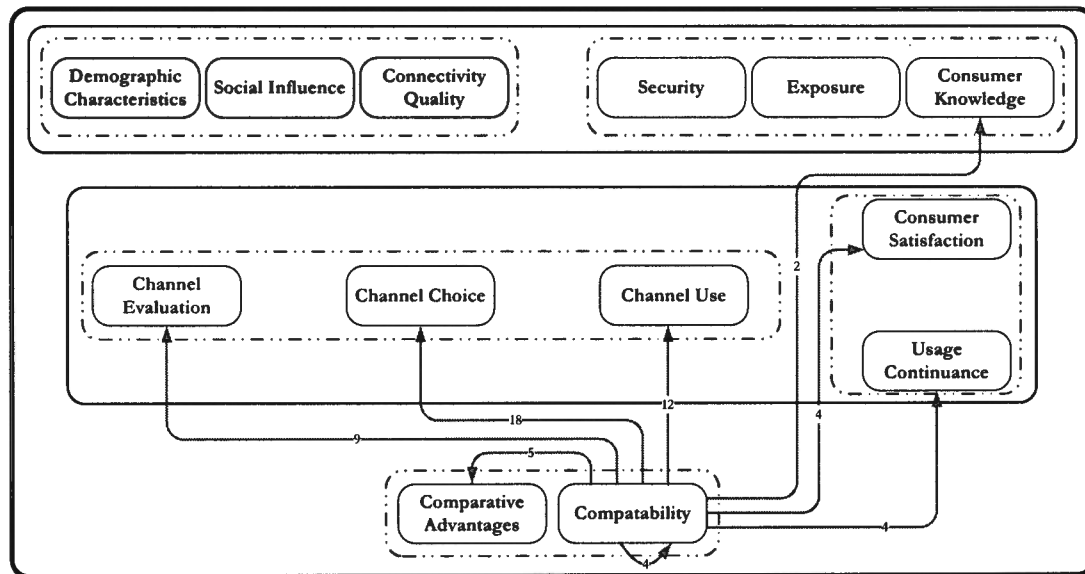 Demographic
Characteristics
Social Influence
Connectivity
Quality
Security
Exposure
Consumer
Knowledge
Consumer
Satisfaction
2
Channel
Evaluation
Channel Choice
Channel Use
Usage
Continuance
12
4
18
9
5
Comparative
Advantages
Compatability
4
4